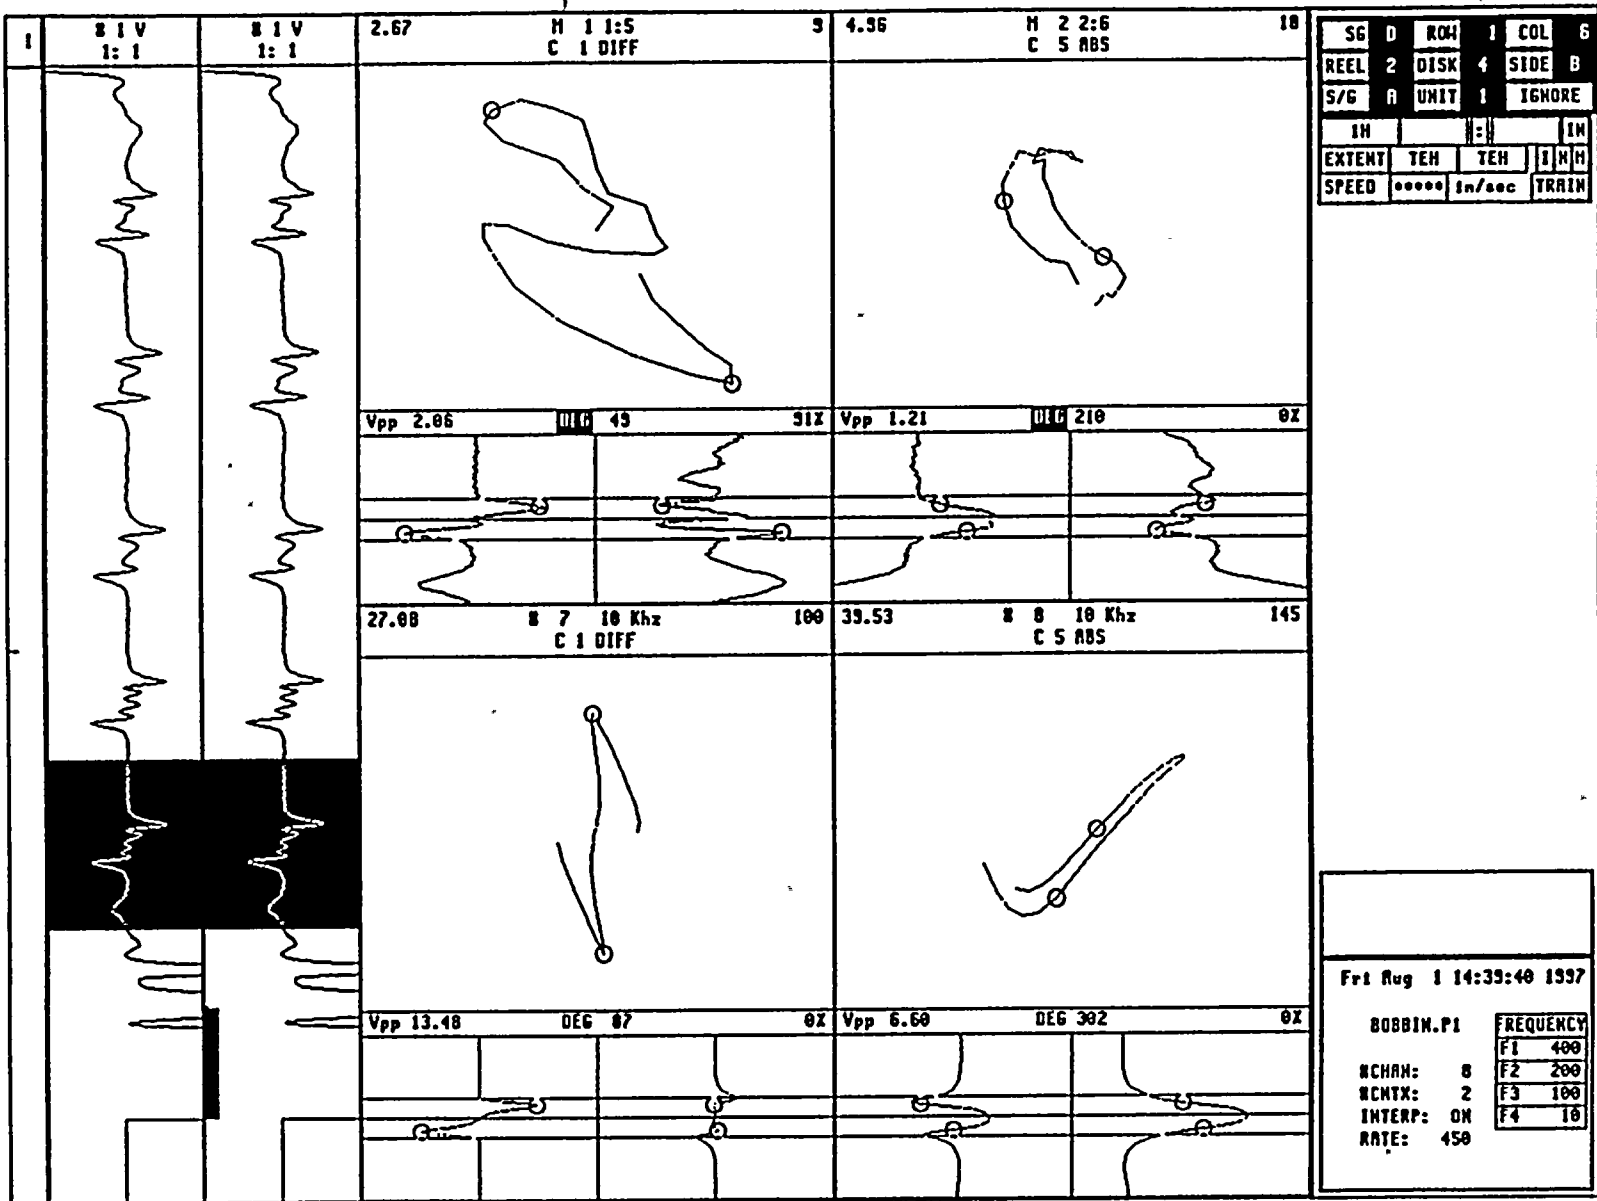 I
# 1 V
1: 1
# 1 V
1: 1
2.67 M 1 1:5 9
C 1 DIFF
4.96 M 2 2:6 18
C 5 ABS
Vpp 2.06 DEG 49 91%
Vpp 1.21 DEG 210 0%
27.08 # 7 10 Khz 100
C 1 DIFF
39.53 # 8 10 Khz 145
C 5 ABS
Vpp 13.48 DEG 87 0%
Vpp 6.60 DEG 302 0%
SG D ROW 1 COL 6
REEL 2 DISK 4 SIDE B
S/G A UNIT 1 IGNORE
: IN
EXTENT TEH TEH
SPEED ***** in/sec TRAIN
Fri Aug 1 14:39:40 1997
BOBBIN.P1
FREQUENCY
F1 400
#CHAN: 8 F2 200
#CMTX: 2 F3 100
INTERP: ON F4 10
RATE: 450